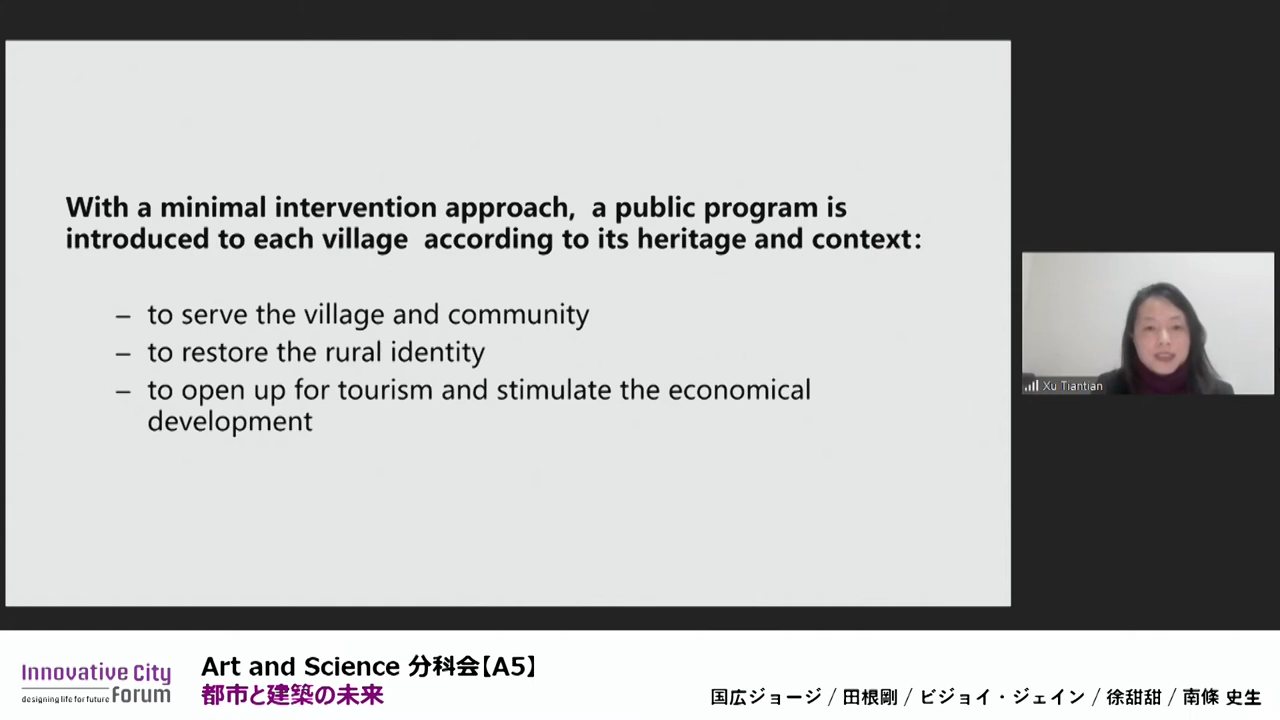 With a minimal intervention approach,  a public program is
introduced to each village  according to its heritage and context:
– to serve the village and community
– to restore the rural identity
– to open up for tourism and stimulate the economical
development
Xu Tiantian
Innovative City
designing life for future Forum
Art and Science 分科会【A5】
都市と建築の未来
国広ジョージ / 田根剛 / ビジョイ・ジェイン / 徐甜甜 / 南條 史生